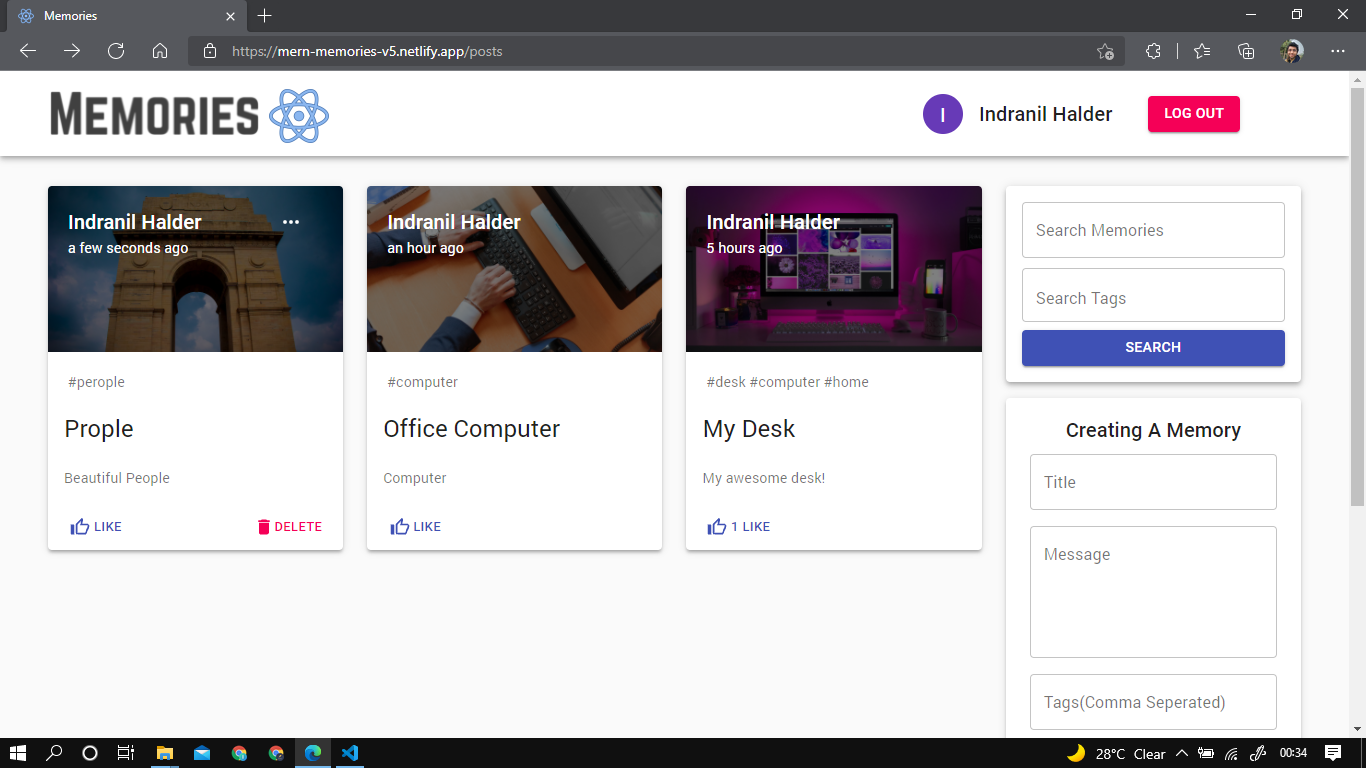 Memories
https://mern-memories-v5.netlify.app/posts
MEMORIES
I
Indranil Halder
LOG OUT
Indranil Halder
a few seconds ago
#perople
Prople
Beautiful People
LIKE
DELETE
Indranil Halder
an hour ago
#computer
Office Computer
Computer
LIKE
Indranil Halder
5 hours ago
#desk #computer #home
My Desk
My awesome desk!
1 LIKE
Search Memories
Search Tags
SEARCH
Creating A Memory
Title
Message
Tags(Comma Seperated)
28°C Clear
00:34